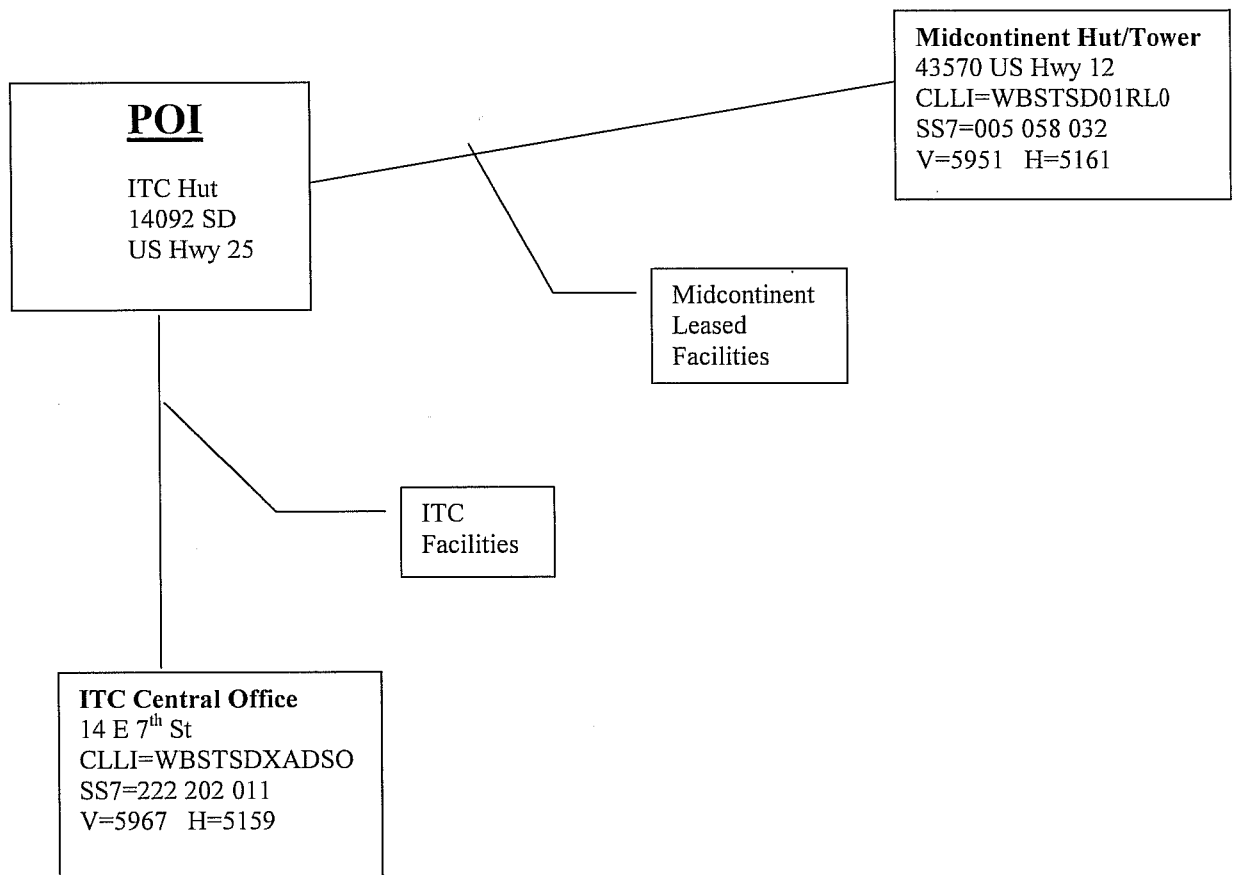 POI
ITC Hut
14092 SD
US Hwy 25
Midcontinent Hut/Tower
43570 US Hwy 12
CLLI=WBSTSD01RL0
SS7=005 058 032
V=5951 H=5161
Midcontinent
Leased
Facilities
ITC
Facilities
ITC Central Office
14 E 7th St
CLLI=WBSTSDXADSO
SS7=222 202 011
V=5967 H=5159